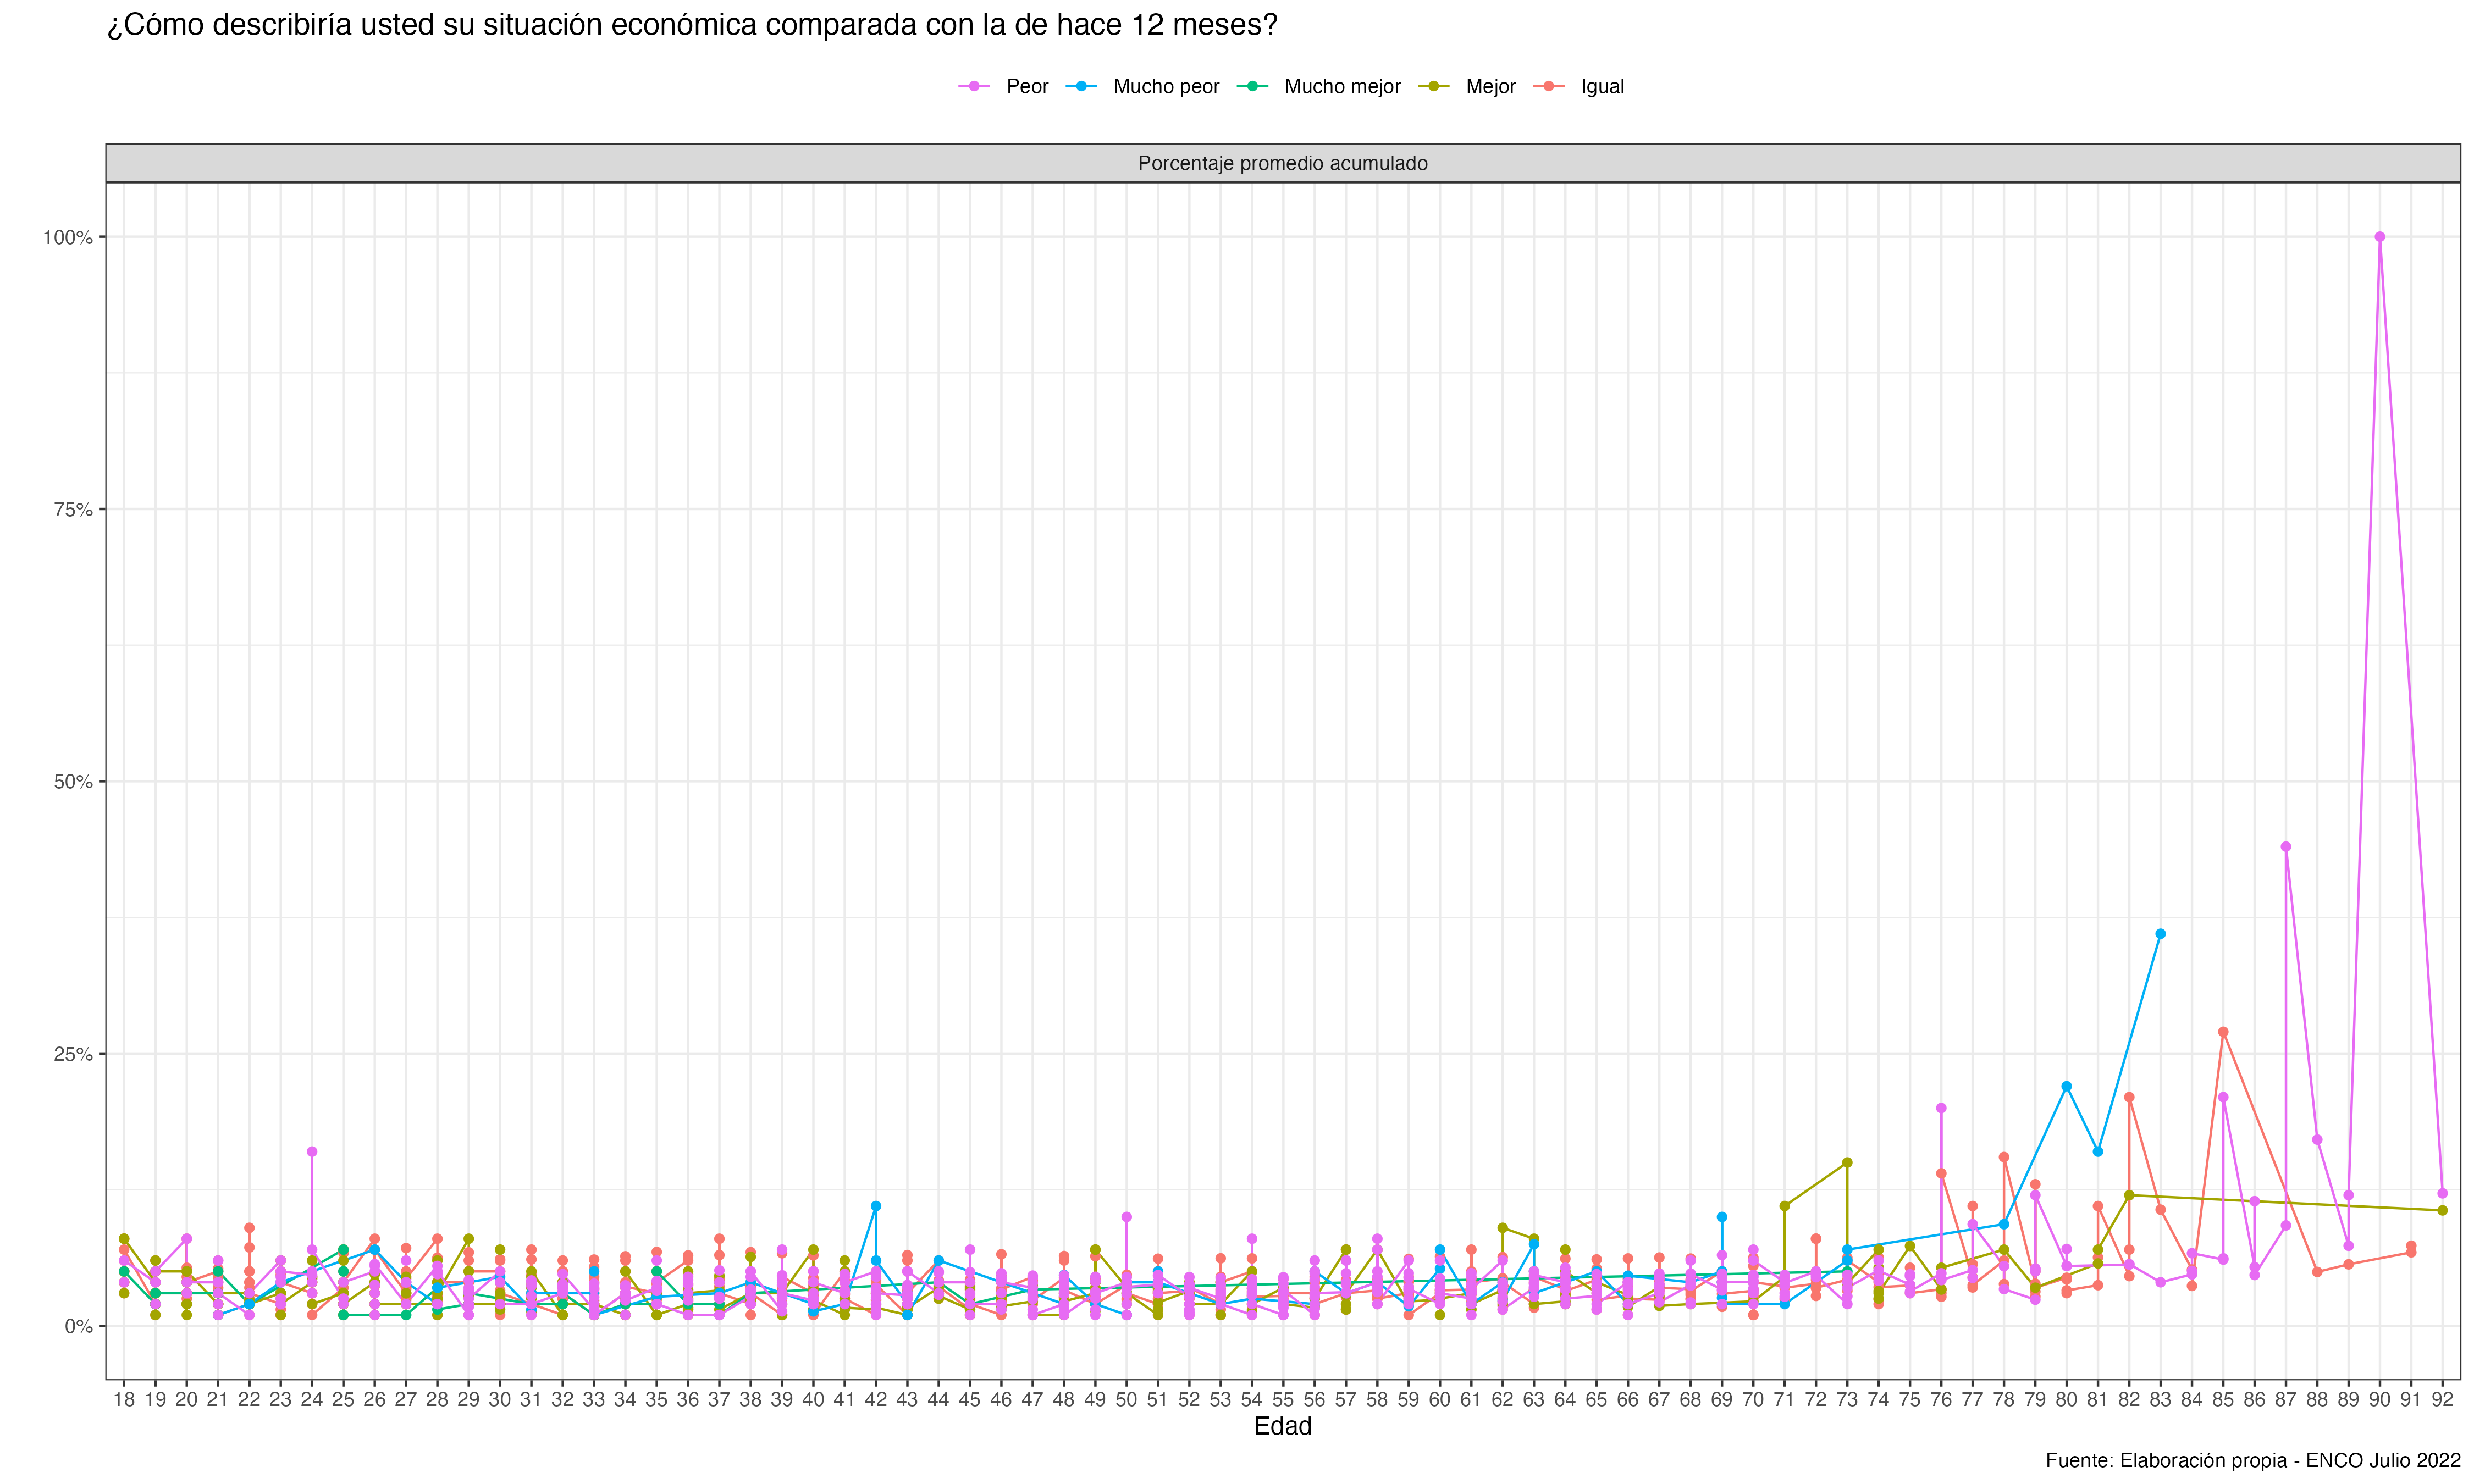 ¿Cómo describiría usted su situación económica comparada con la de hace 12 meses?
Peor Mucho peor Mucho mejor Mejor Igual
Porcentaje promedio acumulado
100%
75%
50%
25%
0%
18 19 20 21 22 23 24 25 26 27 28 29 30 31 32 33 34 35 36 37 38 39 40 41 42 43 44 45 46 47 48 49 50 51 52 53 54 55 56 57 58 59 60 61 62 63 64 65 66 67 68 69 70 71 72 73 74 75 76 77 78 79 80 81 82 83 84 85 86 87 88 89 90 91 92
Edad
Fuente: Elaboración propia - ENCO Julio 2022